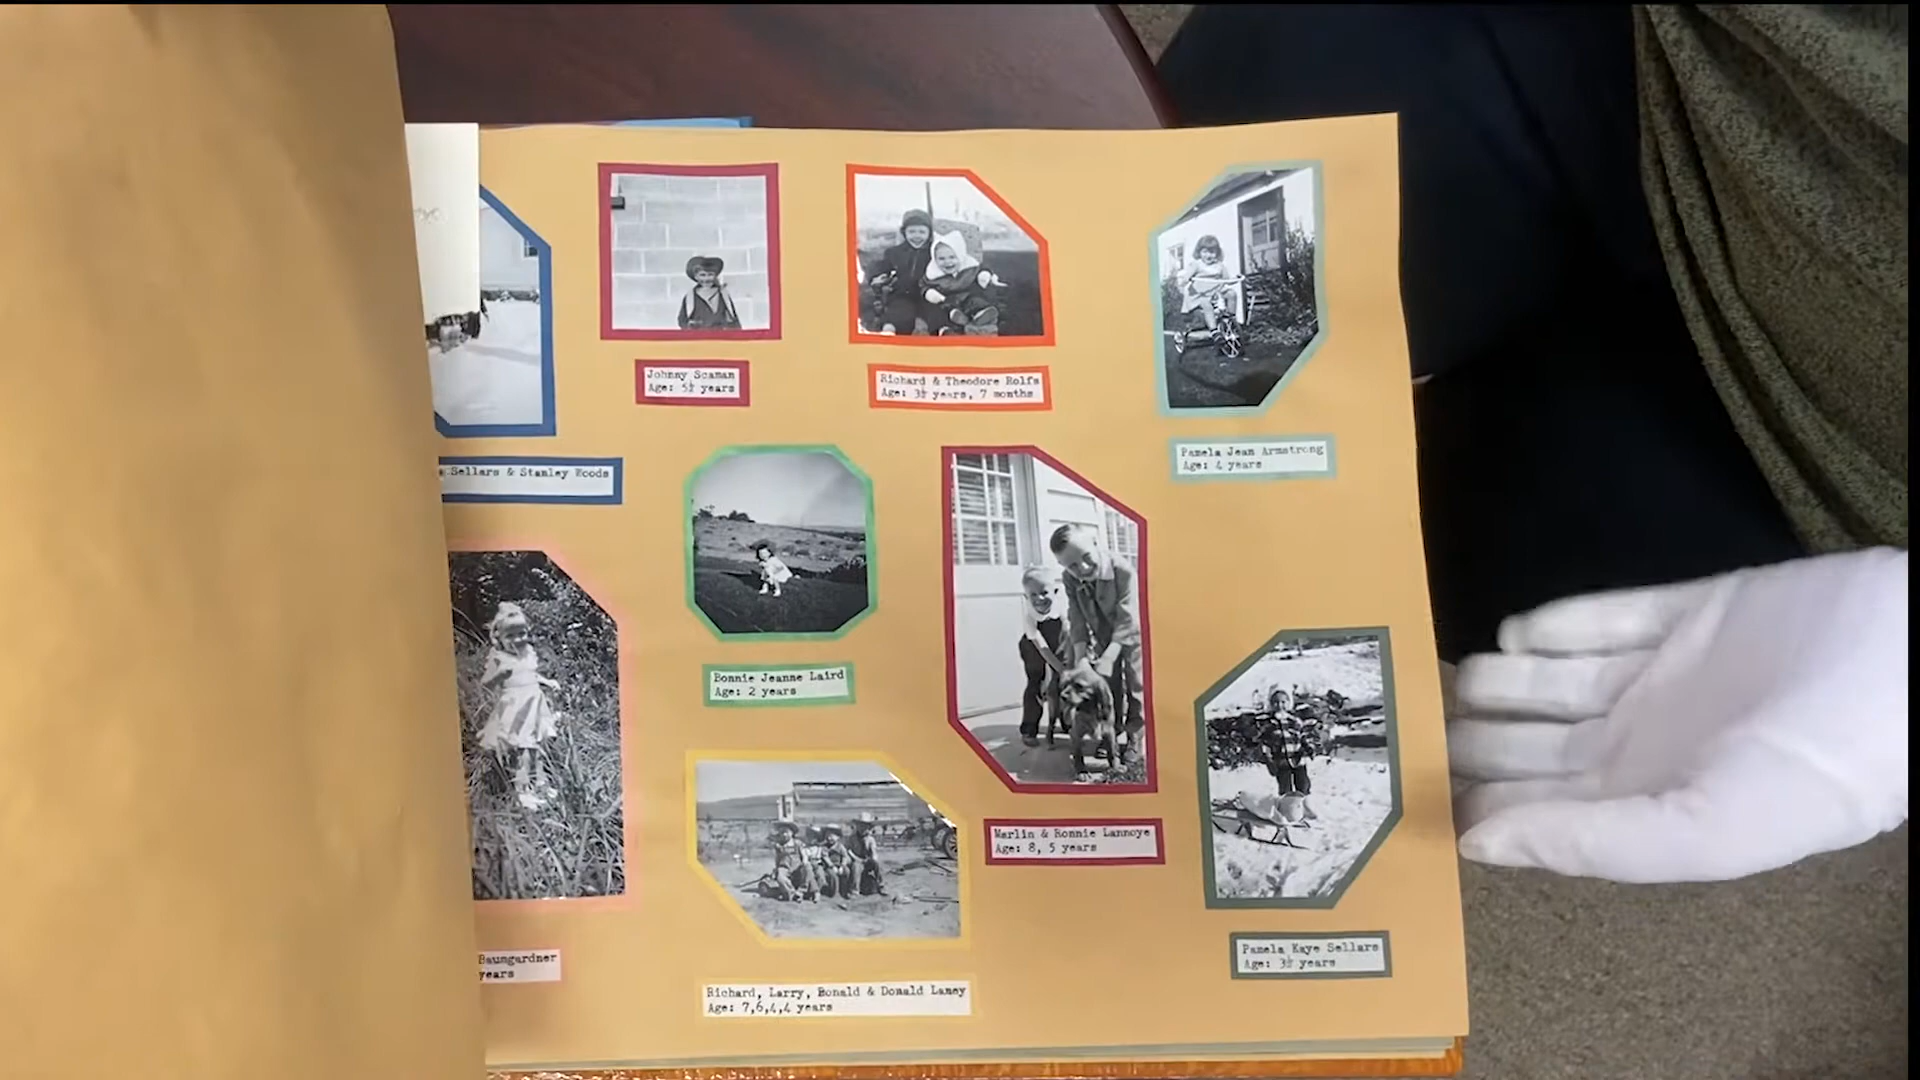 Johnny Scaman
Age: 5½ years
Richard & Theodore Rolfs
Age: 3½ years, 7 months
Pamela Jean Armstrong
Age: 4 years
Sellars & Stanley Woods
Bonnie Jeanne Laird
Age: 2 years
Marlin & Ronnie Lannoye
Age: 8, 5 years
Baumgardner
years
Richard, Larry, Ronald & Donald Laney
Age: 7,6,4,4 years
Pamela Kaye Sellars
Age: 3½ years